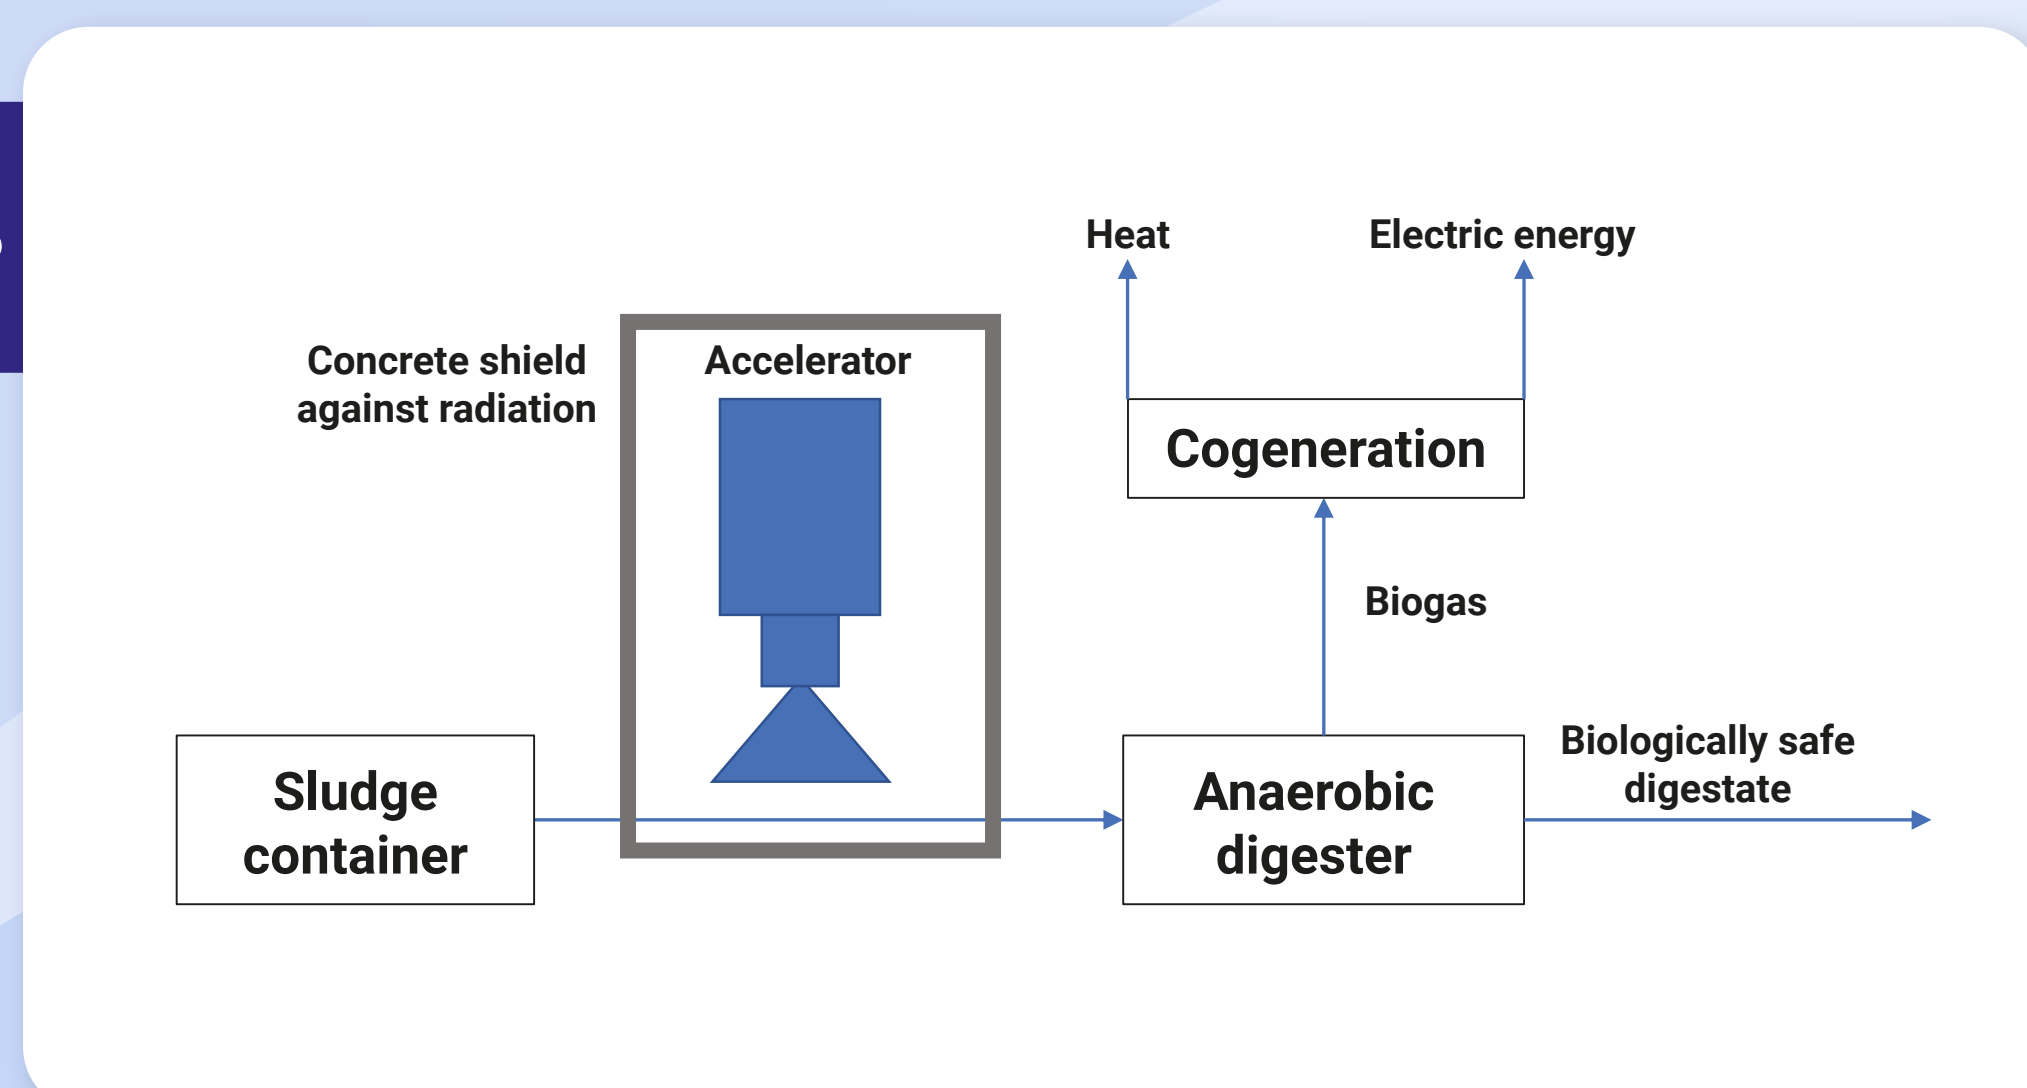 Heat
Electric energy
Concrete shield
against radiation
Accelerator
Cogeneration
Biogas
Sludge
container
Anaerobic
digester
Biologically safe
digestate